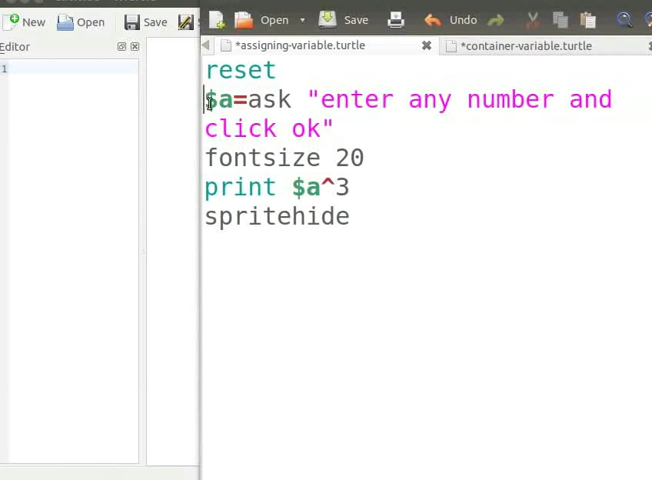 New Open Save
Open Save Undo
Editor
*assigning-variable.turtle *container-variable.turtle
1
reset
$a=ask "enter any number and
click ok"
fontsize 20
print $a^3
spritehide